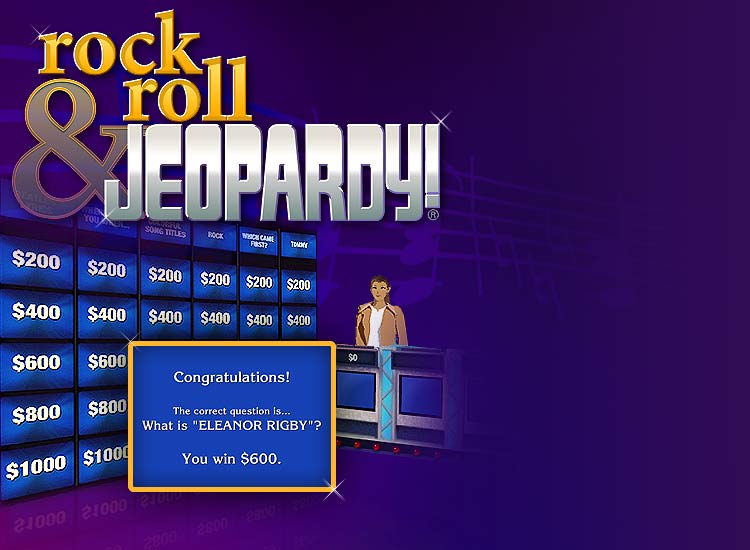 rock
&
roll
JEOPARDY!
®
COLORFUL
SONG TITLES
ROCK
WHICH CAME
FIRST?
TOMMY
$200 $200 $200 $200 $200 $200
$400 $400 $400 $400 $400 $400
$600 $600
$800 $800
$1000 $1000
$0
Congratulations!
The correct question is...
What is "ELEANOR RIGBY"?
You win $600.